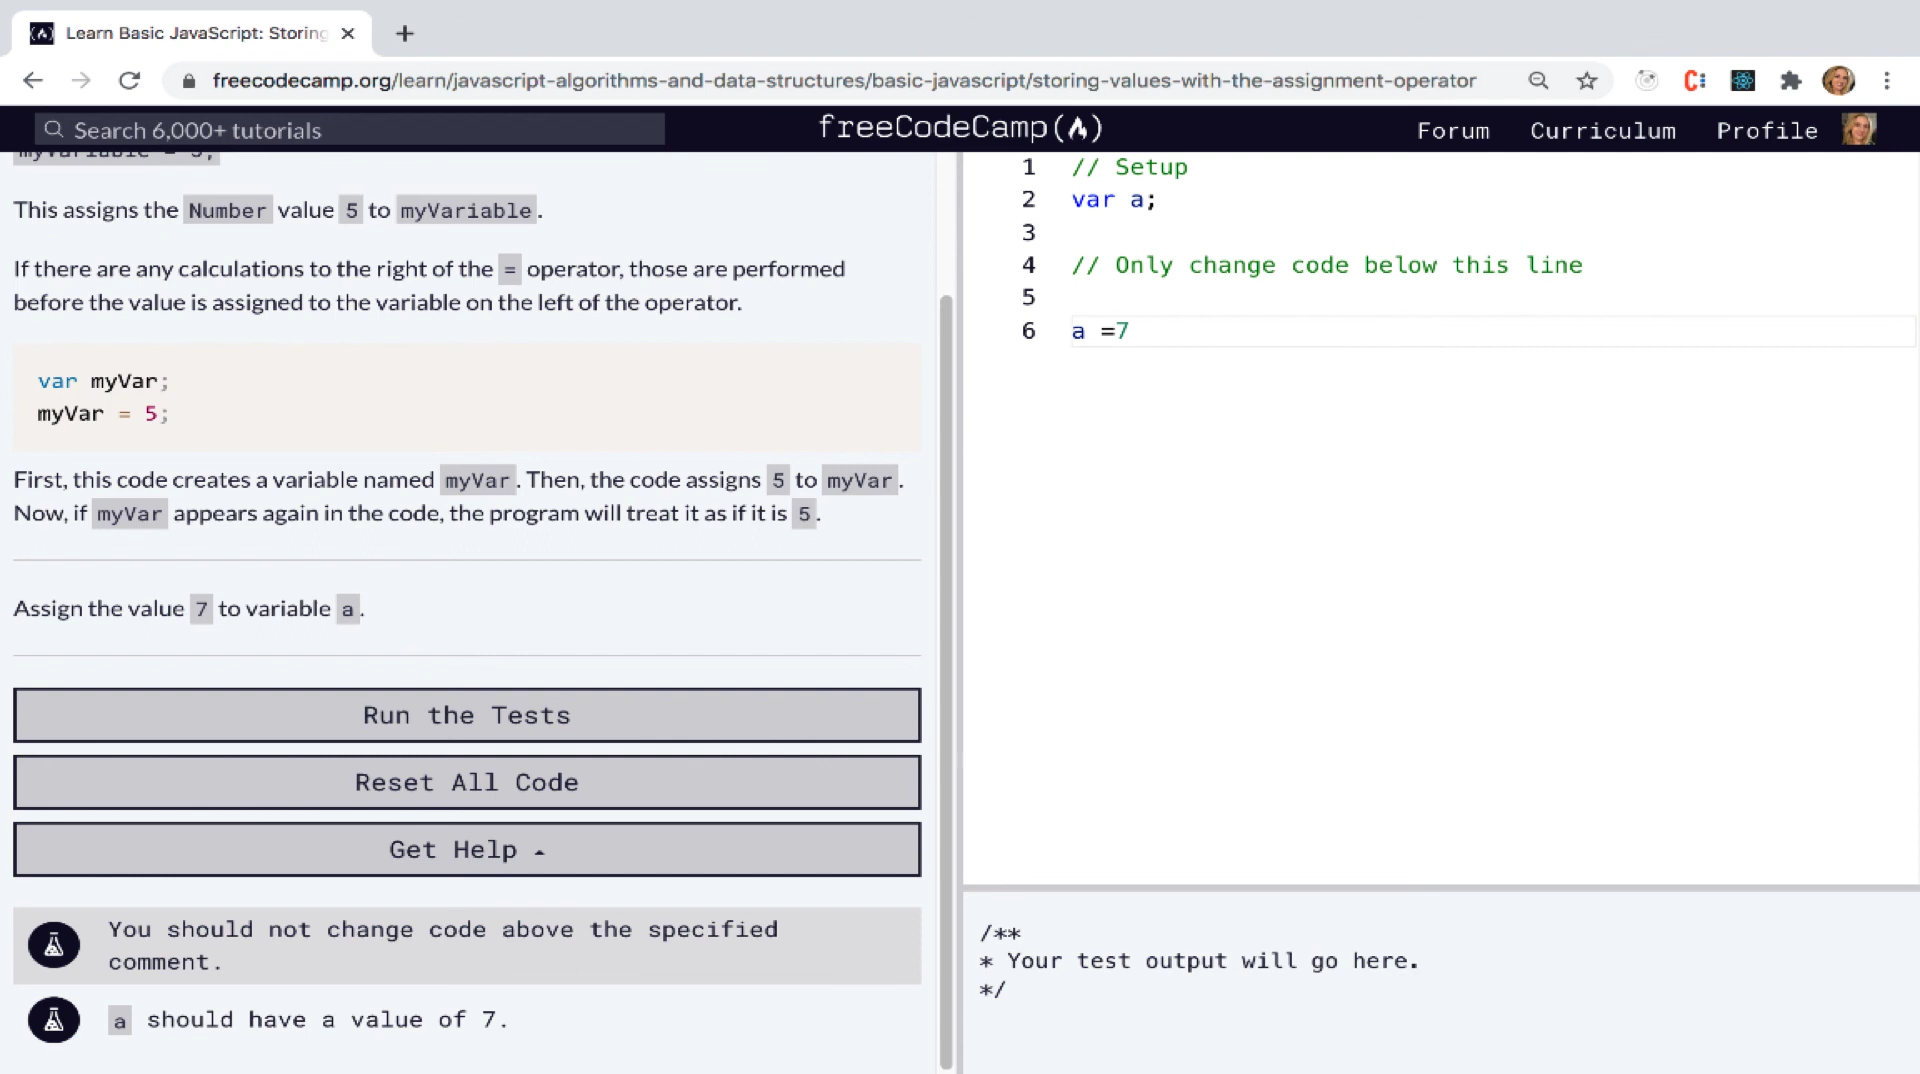 Learn Basic JavaScript: Storing
freecodecamp.org/learn/javascript-algorithms-and-data-structures/basic-javascript/storing-values-with-the-assignment-operator
Search 6,000+ tutorials
freeCodeCamp
Forum Curriculum Profile
This assigns the Number value 5 to myVariable.
If there are any calculations to the right of the = operator, those are performed
before the value is assigned to the variable on the left of the operator.
var myVar;
myVar = 5;
First, this code creates a variable named myVar. Then, the code assigns 5 to myVar.
Now, if myVar appears again in the code, the program will treat it as if it is 5.
Assign the value 7 to variable a.
Run the Tests
Reset All Code
Get Help
You should not change code above the specified
comment.
a should have a value of 7.
1 // Setup
2 var a;
3
4 // Only change code below this line
5
6 a =7
/**
* Your test output will go here.
*/